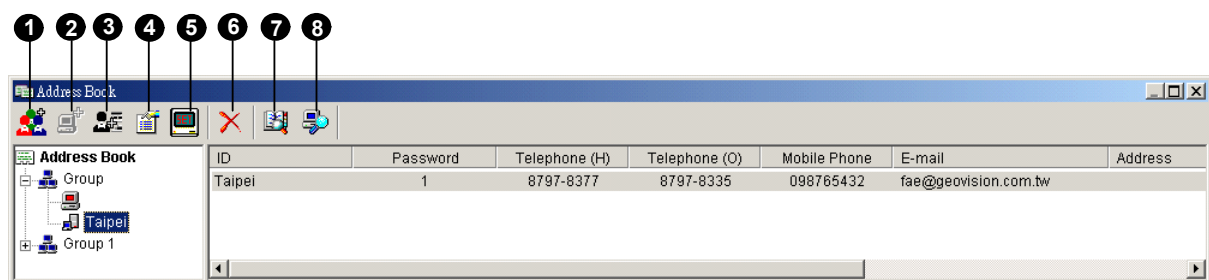 1 2 3 4 5 6 7 8
Address Book
Address Book
Group
Taipei
Group 1
ID Password Telephone (H) Telephone (O) Mobile Phone E-mail Address
Taipei 1 8797-8377 8797-8335 098765432 fae@geovision.com.tw